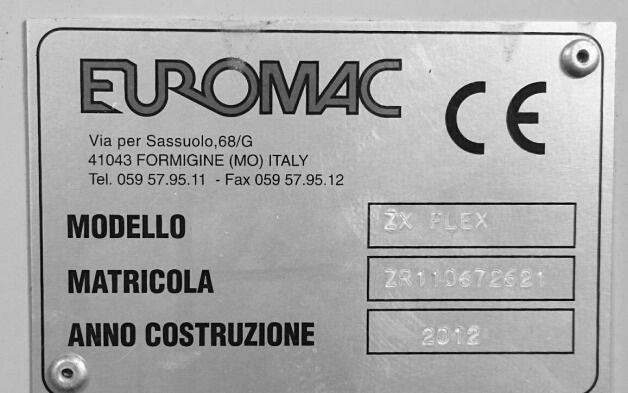 EUROMAC
CE
Via per Sassuolo,68/G
41043 FORMIGINE (MO) ITALY
Tel. 059 57.95.11 - Fax 059 57.95.12
MODELLO ZX FLEX
MATRICOLA ZR110672621
ANNO COSTRUZIONE 2012